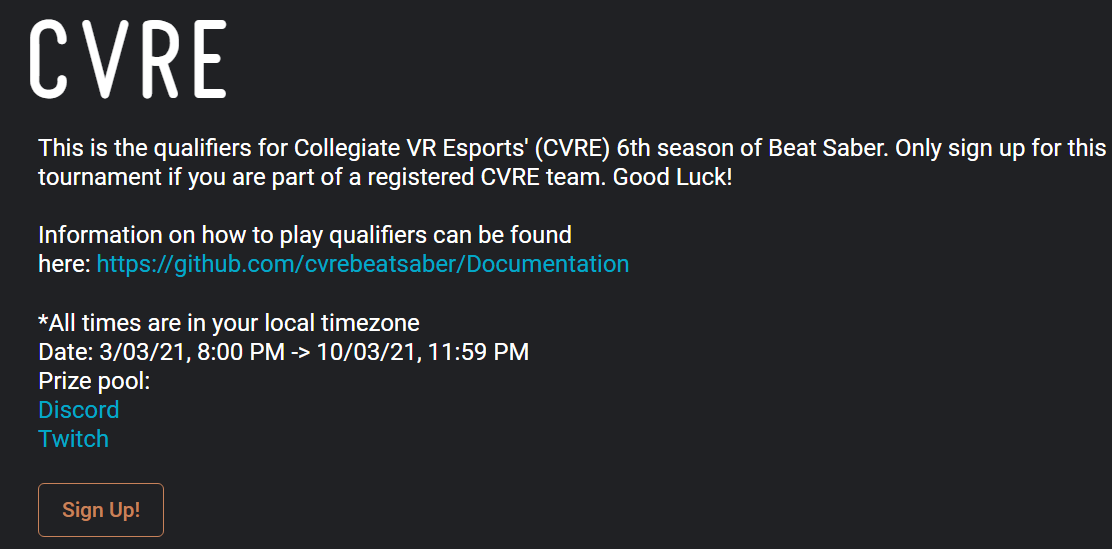 CVRE
This is the qualifiers for Collegiate VR Esports' (CVRE) 6th season of Beat Saber. Only sign up for this
tournament if you are part of a registered CVRE team. Good Luck!
Information on how to play qualifiers can be found
here: https://github.com/cvrebeatsaber/Documentation
*All times are in your local timezone
Date: 3/03/21, 8:00 PM -> 10/03/21, 11:59 PM
Prize pool:
Discord
Twitch
Sign Up!